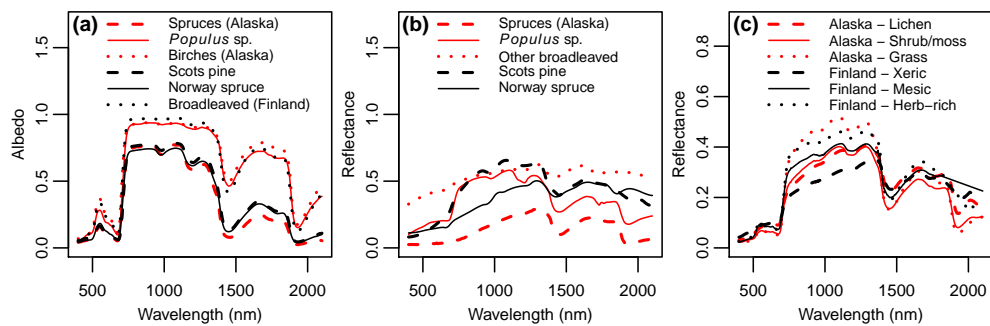 (a)
Spruces (Alaska)
Populus sp.
Birches (Alaska)
Scots pine
Norway spruce
Broadleaved (Finland)
Albedo
0.0
0.5
1.0
1.5
500
1000
1500
2000
Wavelength (nm)
(b)
Spruces (Alaska)
Populus sp.
Other broadleaved
Scots pine
Norway spruce
Reflectance
0.0
0.5
1.0
1.5
500
1000
1500
2000
Wavelength (nm)
(c)
Alaska − Lichen
Alaska − Shrub/moss
Alaska − Grass
Finland − Xeric
Finland − Mesic
Finland − Herb−rich
Reflectance
0.0
0.2
0.4
0.6
0.8
500
1000
1500
2000
Wavelength (nm)